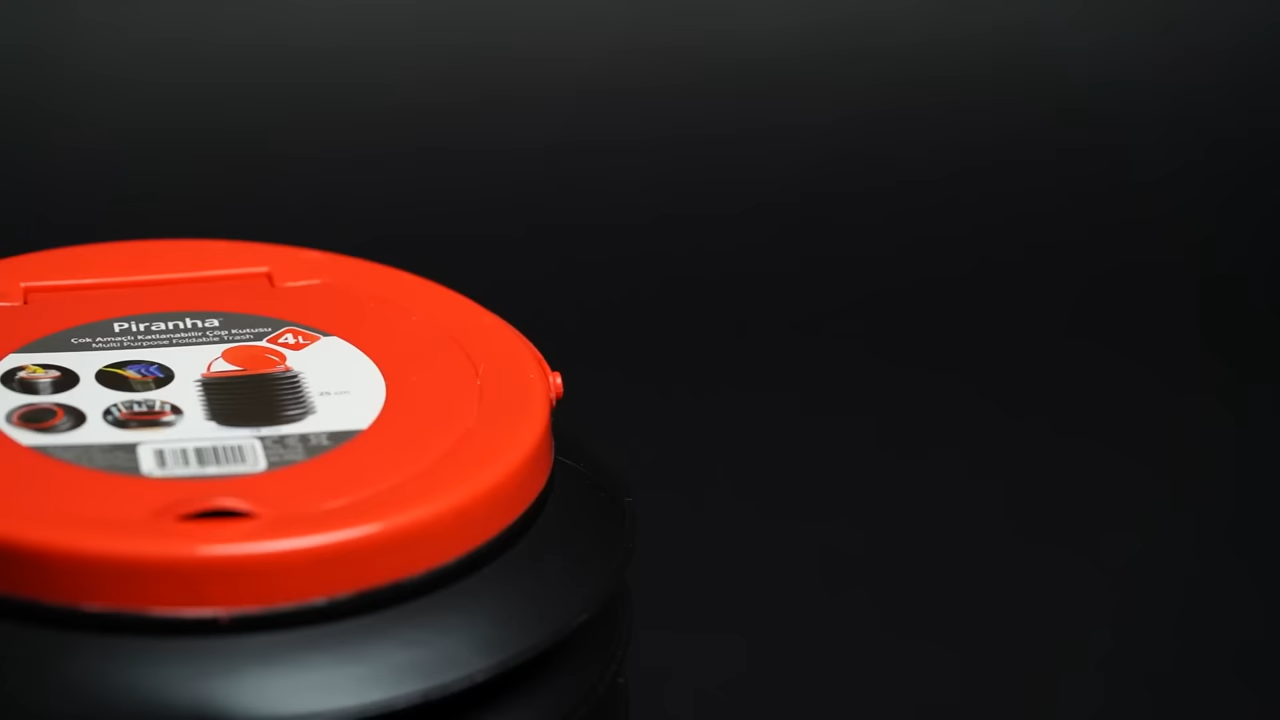 Piranha
Çok Amaçlı Katlanabilir Çöp Kutusu
Multi Purpose Foldable Trash
4L
25 cm